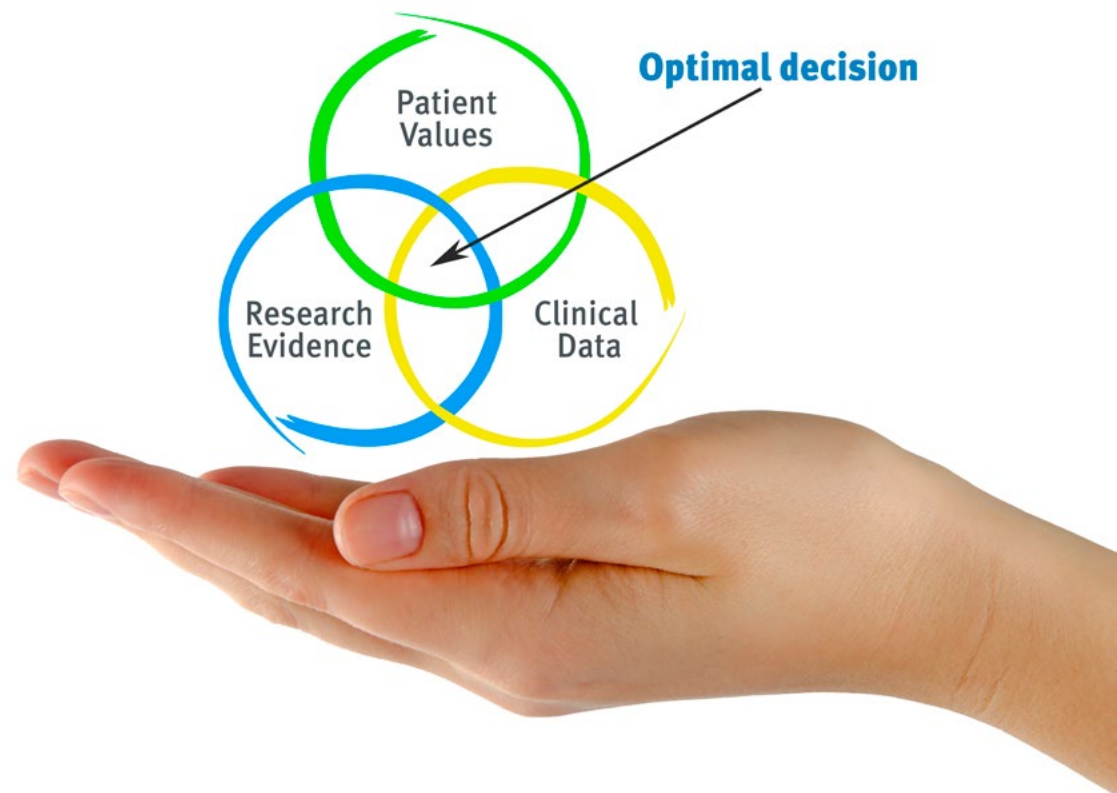 Optimal decision
Patient
Values
Research
Evidence
Clinical
Data